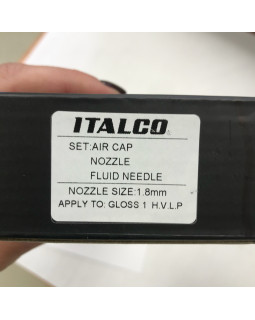 ITALCO
SET:AIR CAP
NOZZLE
FLUID NEEDLE
NOZZLE SIZE:1.8mm
APPLY TO: GLOSS 1 H.V.L.P